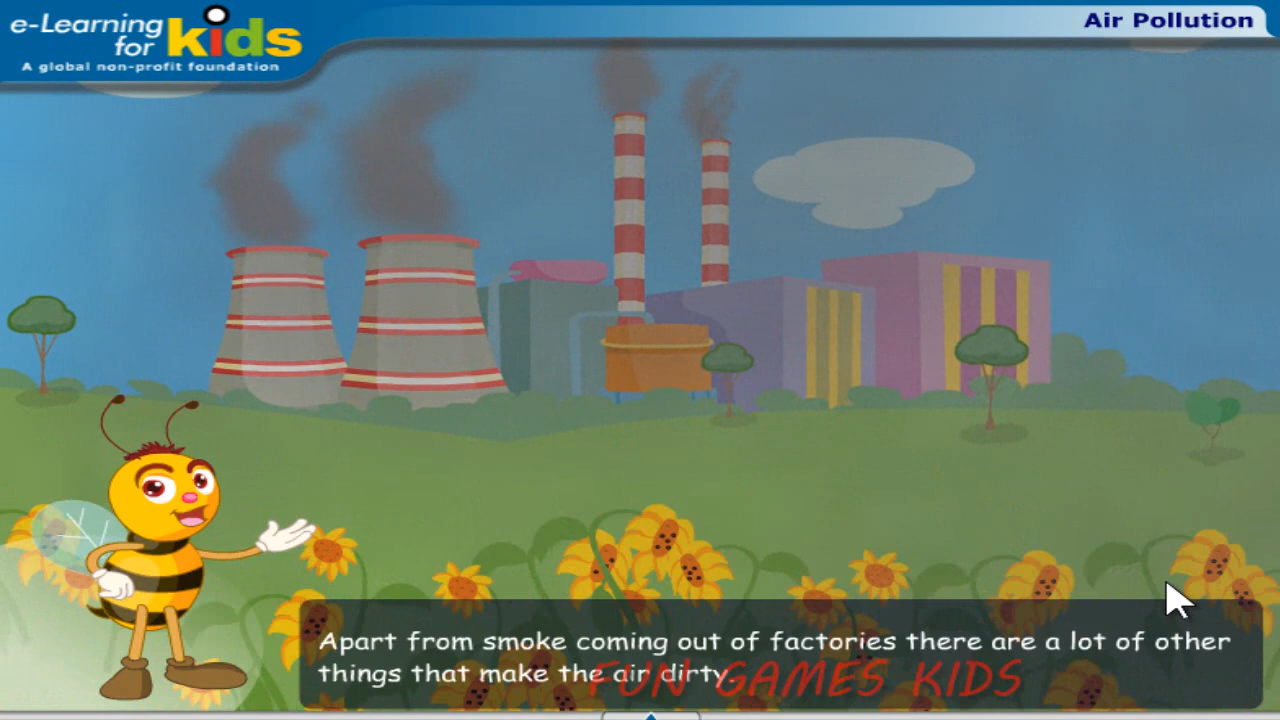 e-Learning
for kids
A global non-profit foundation
Air Pollution
Apart from smoke coming out of factories there are a lot of other
things that make the air dirty.
FUN GAMES KIDS